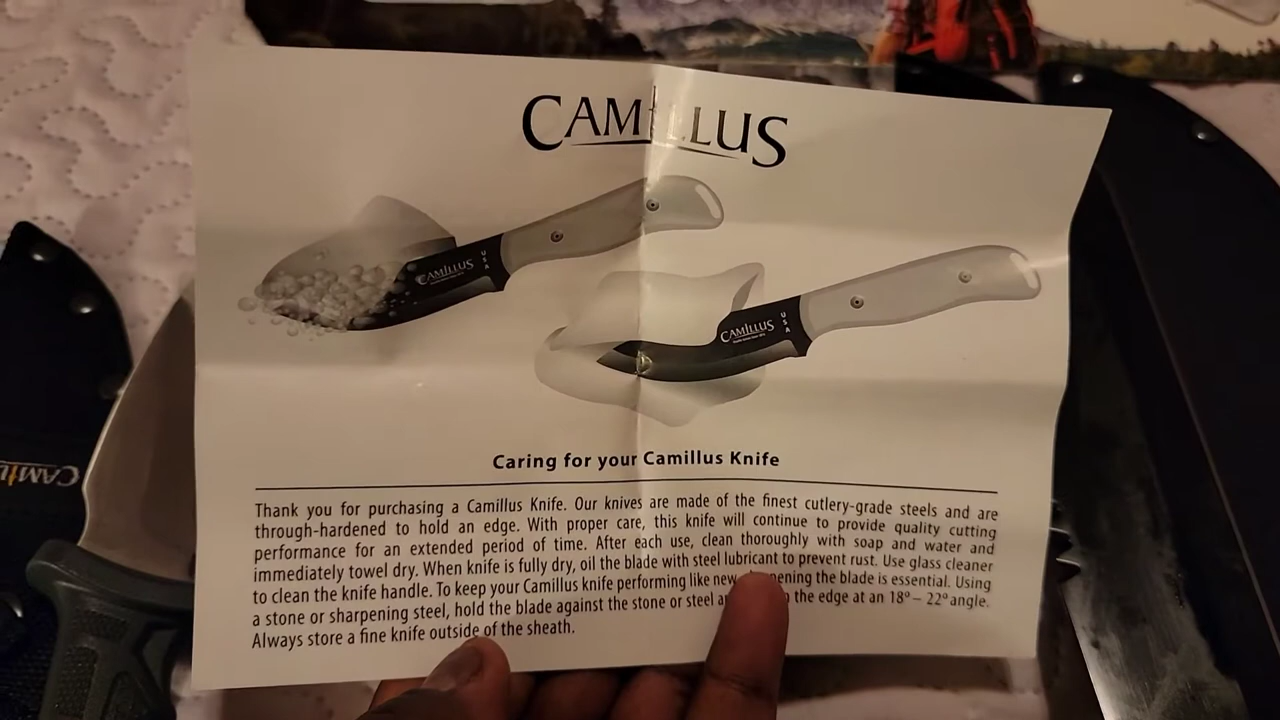 CAMILLUS
CAMILLUS
USA
CAMILLUS
USA
Caring for your Camillus Knife
Thank you for purchasing a Camillus Knife. Our knives are made of the finest cutlery-grade steels and are
through-hardened to hold an edge. With proper care, this knife will continue to provide quality cutting
performance for an extended period of time. After each use, clean thoroughly with soap and water and
immediately towel dry. When knife is fully dry, oil the blade with steel lubricant to prevent rust. Use glass cleaner
to clean the knife handle. To keep your Camillus knife performing like new, the blade is essential. Using
a stone or sharpening steel, hold the blade against the stone or steel the edge at an 18º – 22º angle.
Always store a fine knife outside of the sheath.
CAMILLUS